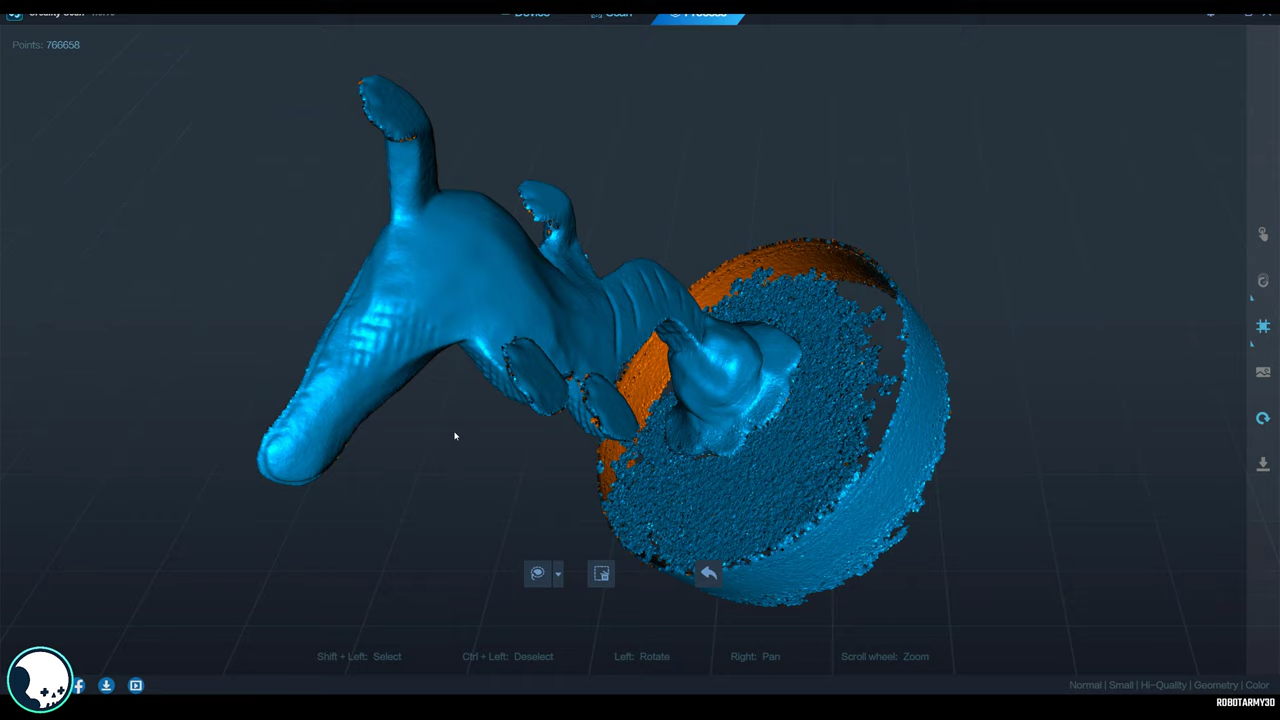 Points: 766658
Shift + Left: Select
Ctrl + Left: Deselect
Left: Rotate
Right: Pan
Scroll wheel: Zoom
Normal | Small | Hi-Quality | Geometry | Color
ROBOTARMY3D